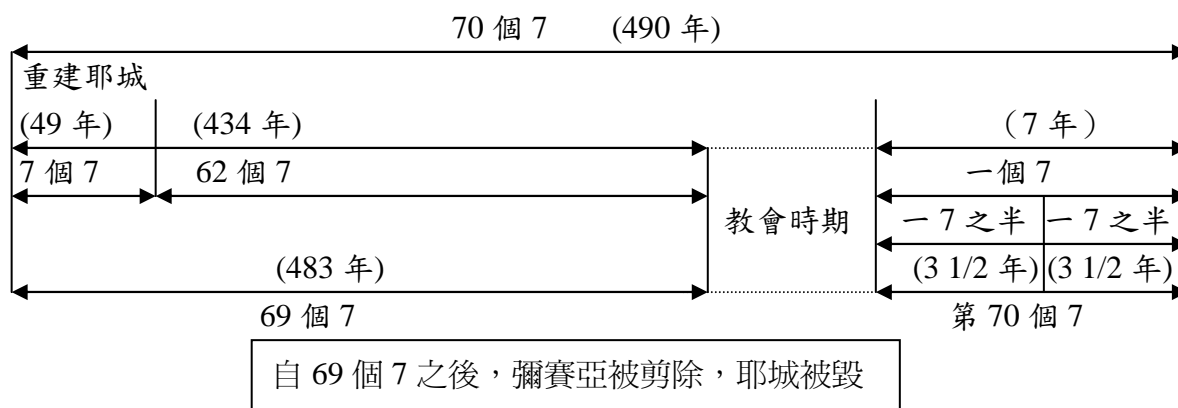 70 個 7 (490 年)
重建耶城
(49 年) (434 年) （7 年）
7 個 7 62 個 7 一個 7
教會時期 一 7 之半 一 7 之半
(483 年) (3 1/2 年) (3 1/2 年)
69 個 7 第 70 個 7
自 69 個 7 之後，彌賽亞被剪除，耶城被毀